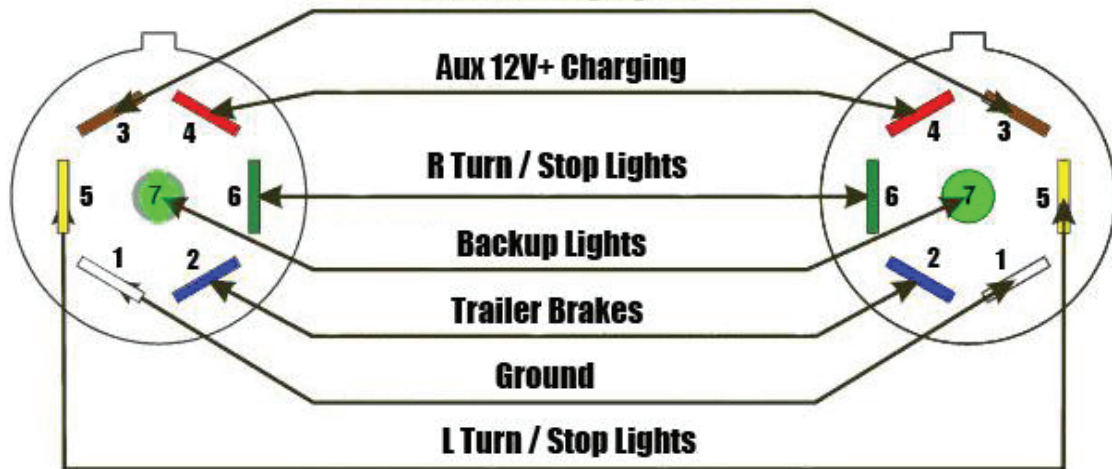 Aux 12V+ Charging
3 4 4 3
R Turn / Stop Lights
5 7 6 6 7 5
Backup Lights
1 2 2 1
Trailer Brakes
Ground
L Turn / Stop Lights